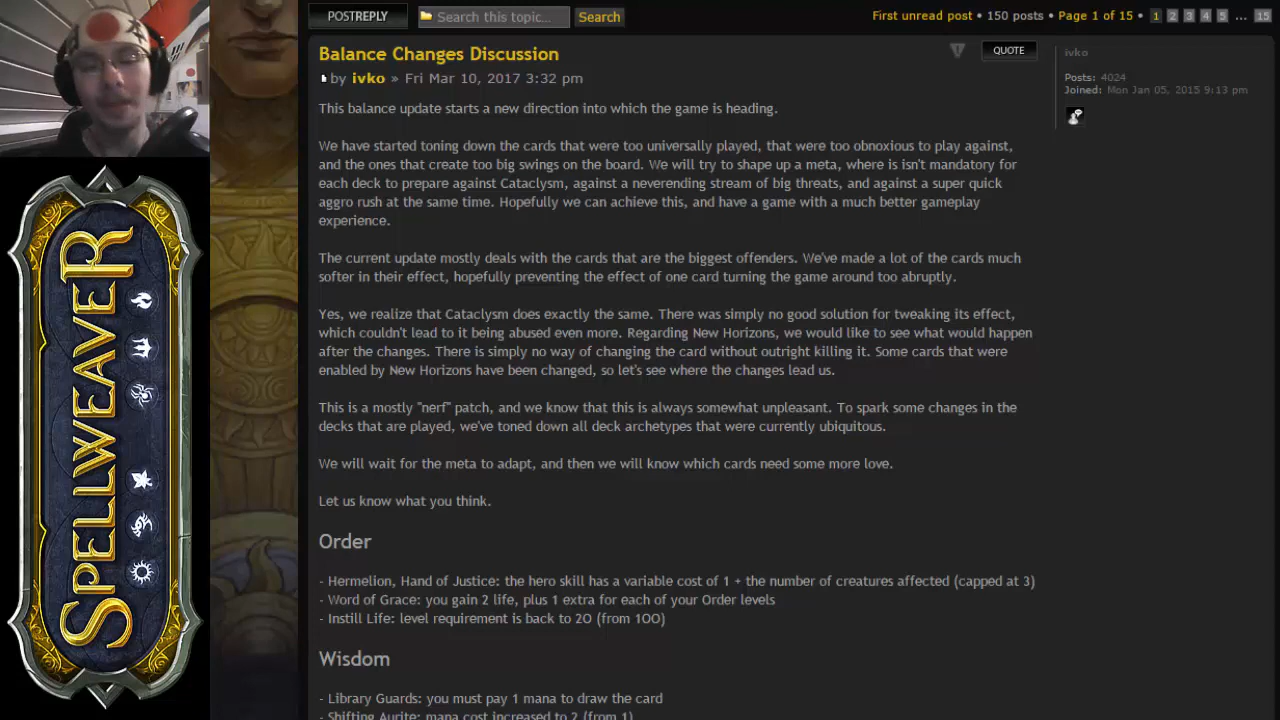 POSTREPLY
Search this topic...
Search
First unread post • 150 posts • Page 1 of 15 • 1 2 3 4 5 ... 15
Balance Changes Discussion
QUOTE
by ivko » Fri Mar 10, 2017 3:32 pm
ivko
Posts: 4024
Joined: Mon Jan 05, 2015 9:13 pm
This balance update starts a new direction into which the game is heading.
We have started toning down the cards that were too universally played, that were too obnoxious to play against,
and the ones that create too big swings on the board. We will try to shape up a meta, where is isn't mandatory for
each deck to prepare against Cataclysm, against a neverending stream of big threats, and against a super quick
aggro rush at the same time. Hopefully we can achieve this, and have a game with a much better gameplay
experience.
The current update mostly deals with the cards that are the biggest offenders. We've made a lot of the cards much
softer in their effect, hopefully preventing the effect of one card turning the game around too abruptly.
Yes, we realize that Cataclysm does exactly the same. There was simply no good solution for tweaking its effect,
which couldn't lead to it being abused even more. Regarding New Horizons, we would like to see what would happen
after the changes. There is simply no way of changing the card without outright killing it. Some cards that were
enabled by New Horizons have been changed, so let's see where the changes lead us.
This is a mostly "nerf" patch, and we know that this is always somewhat unpleasant. To spark some changes in the
decks that are played, we've toned down all deck archetypes that were currently ubiquitous.
We will wait for the meta to adapt, and then we will know which cards need some more love.
Let us know what you think.
Order
- Hermelion, Hand of Justice: the hero skill has a variable cost of 1 + the number of creatures affected (capped at 3)
- Word of Grace: you gain 2 life, plus 1 extra for each of your Order levels
- Instill Life: level requirement is back to 2O (from 1OO)
Wisdom
- Library Guards: you must pay 1 mana to draw the card
- Shifting Aurite: mana cost increased to 2 (from 1)
SPELLWEAVER